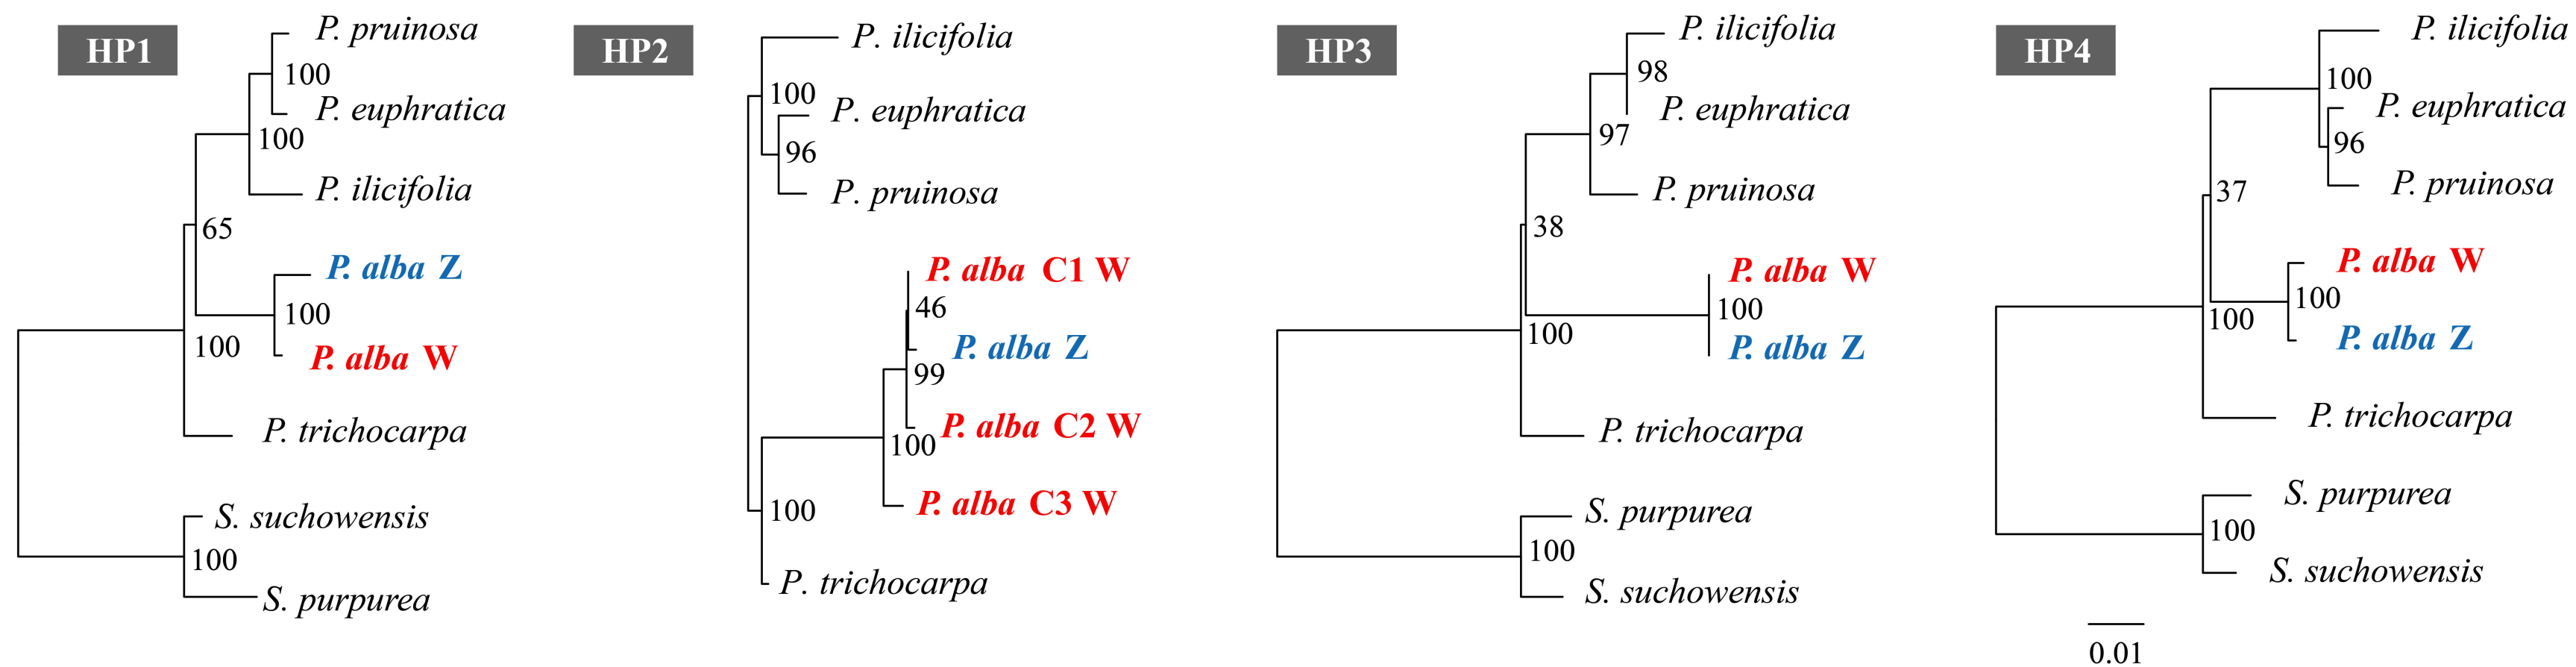 HP1
P. pruinosa
100
P. euphratica
100
P. ilicifolia
65
P. alba Z
100
100
P. alba W
P. trichocarpa
S. suchowensis
100
S. purpurea
HP2
P. ilicifolia
100
P. euphratica
96
P. pruinosa
P. alba C1 W
46
P. alba Z
99
P. alba C2 W
100
P. alba C3 W
100
P. trichocarpa
HP3
P. ilicifolia
98
P. euphratica
97
P. pruinosa
38
P. alba W
100
100
P. alba Z
P. trichocarpa
S. purpurea
100
S. suchowensis
HP4
P. ilicifolia
100
P. euphratica
96
P. pruinosa
37
P. alba W
100
100
P. alba Z
P. trichocarpa
S. purpurea
100
S. suchowensis
0.01